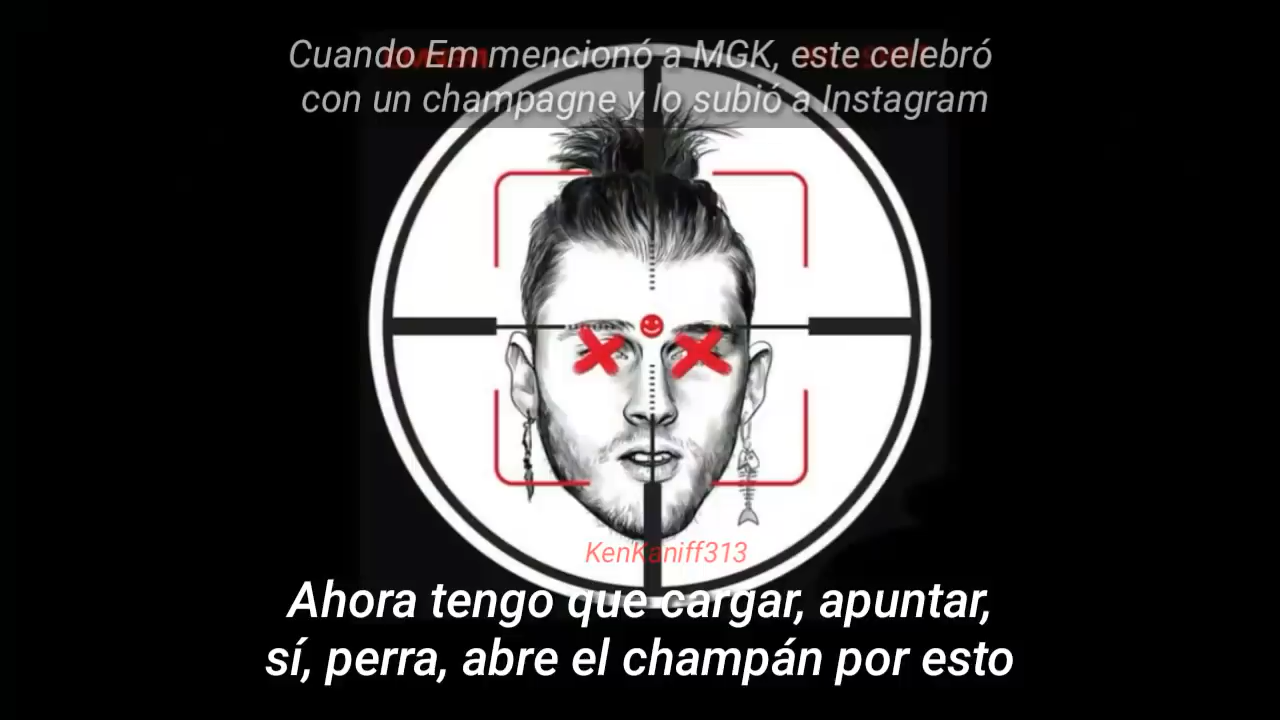 Cuando Em mencionó a MGK, este celebró
con un champagne y lo subió a Instagram
KenKaniff313
Ahora tengo que cargar, apuntar,
sí, perra, abre el champán por esto